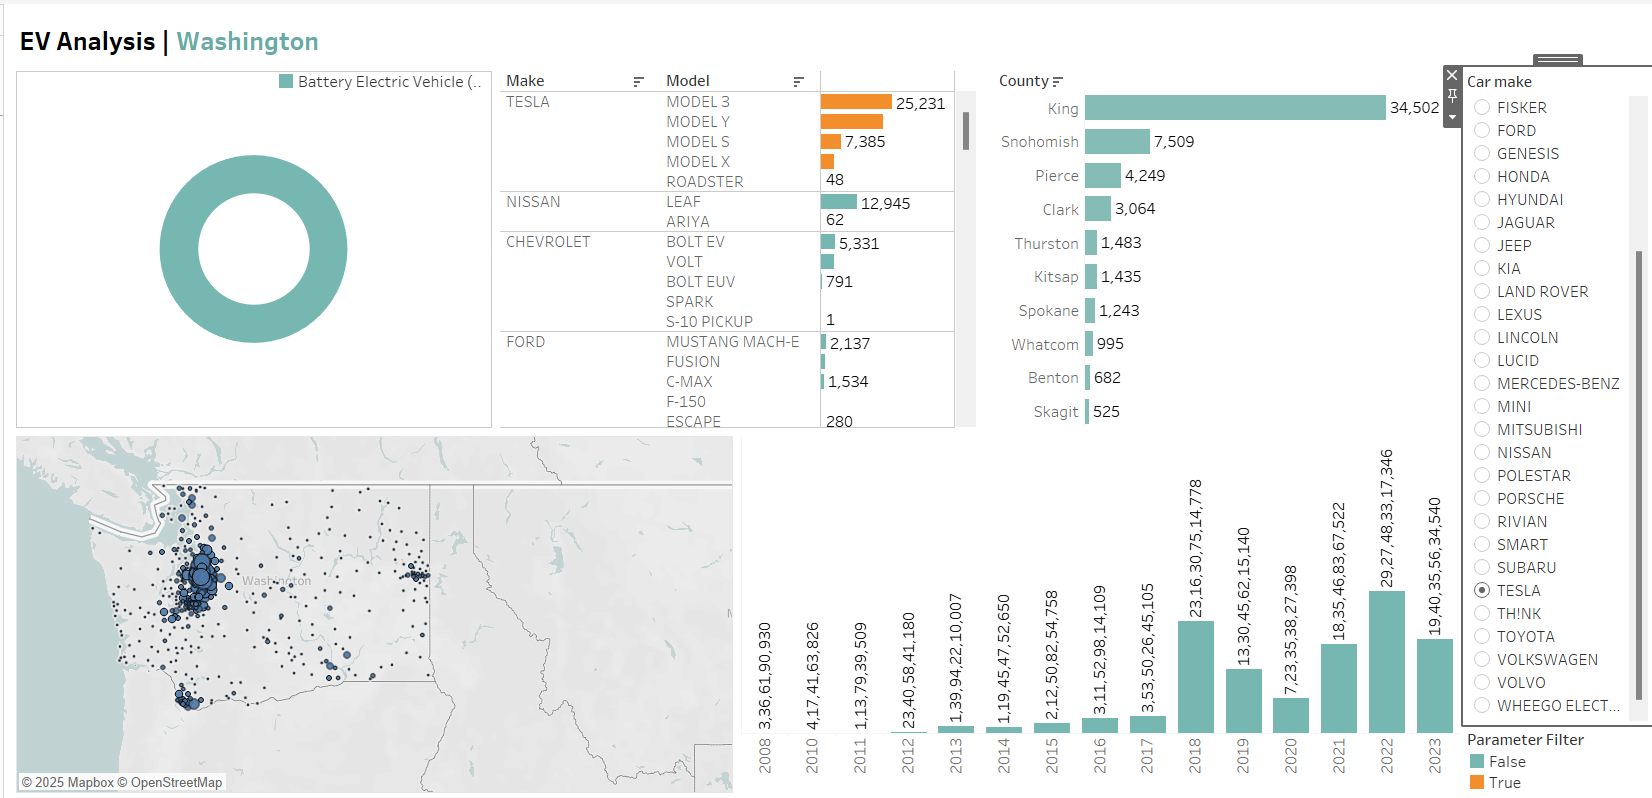 EV Analysis | Washington
Battery Electric Vehicle (..
Make Model
TESLA MODEL 3 25,231
MODEL Y
MODEL S 7,385
MODEL X
ROADSTER 48
NISSAN LEAF 12,945
ARIYA 62
CHEVROLET BOLT EV 5,331
VOLT
BOLT EUV 791
SPARK
S-10 PICKUP 1
FORD MUSTANG MACH-E 2,137
FUSION
C-MAX 1,534
F-150
ESCAPE 280
County
King 34,502
Snohomish 7,509
Pierce 4,249
Clark 3,064
Thurston 1,483
Kitsap 1,435
Spokane 1,243
Whatcom 995
Benton 682
Skagit 525
Car make
FISKER
FORD
GENESIS
HONDA
HYUNDAI
JAGUAR
JEEP
KIA
LAND ROVER
LEXUS
LINCOLN
LUCID
MERCEDES-BENZ
MINI
MITSUBISHI
NISSAN
POLESTAR
PORSCHE
RIVIAN
SMART
SUBARU
TESLA
TH!NK
TOYOTA
VOLKSWAGEN
VOLVO
WHEEGO ELECT...
Parameter Filter
False
True
Washington
© 2025 Mapbox © OpenStreetMap
3,36,61,90,930
4,17,41,63,826
1,13,79,39,509
23,40,58,41,180
1,39,94,22,10,007
1,19,45,47,52,650
2,12,50,82,54,758
3,11,52,98,14,109
3,53,50,26,45,105
23,16,30,75,14,778
13,30,45,62,15,140
7,23,35,38,27,398
18,35,46,83,67,522
29,27,48,33,17,346
19,40,35,56,34,540
2008
2010
2011
2012
2013
2014
2015
2016
2017
2018
2019
2020
2021
2022
2023